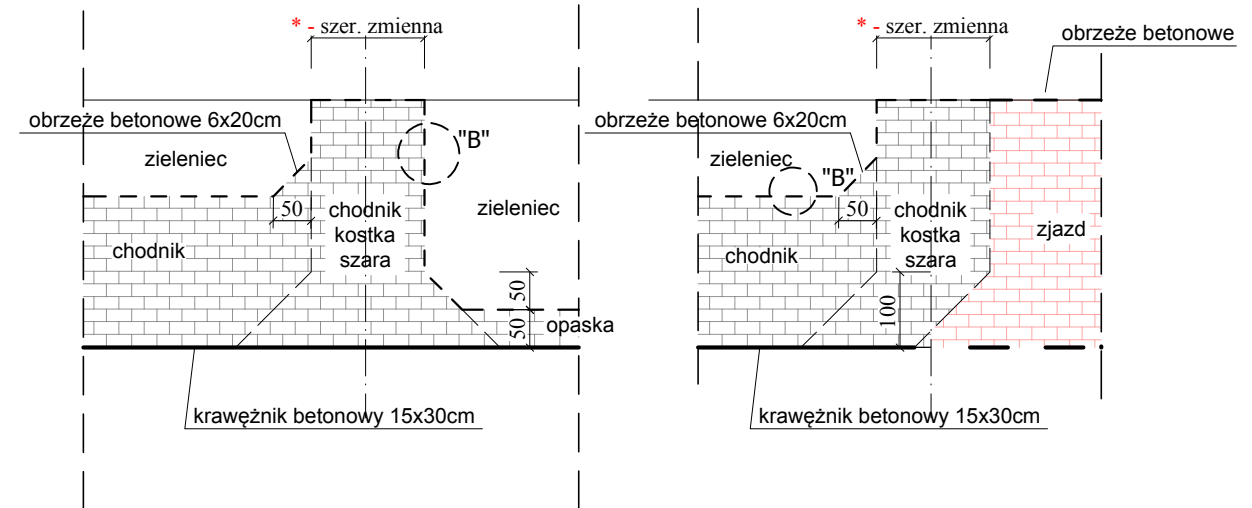 * - szer. zmienna
obrzeże betonowe 6x20cm
"B"
zieleniec
50
chodnik
kostka
szara
zieleniec
chodnik
50
50
opaska
krawężnik betonowy 15x30cm
* - szer. zmienna
obrzeże betonowe
obrzeże betonowe 6x20cm
zieleniec
"B"
50
chodnik
kostka
szara
zjazd
chodnik
100
krawężnik betonowy 15x30cm